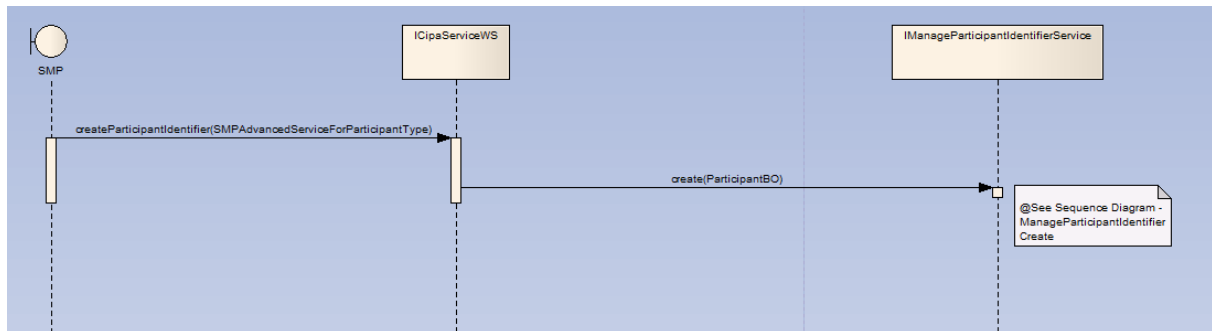 ICipaServiceWS
IManageParticipantIdentifierService
SMP
createParticipantIdentifier(SMPAdvancedServiceForParticipantType)
create(ParticipantBO)
@See Sequence Diagram -
ManageParticipantIdentifier
Create